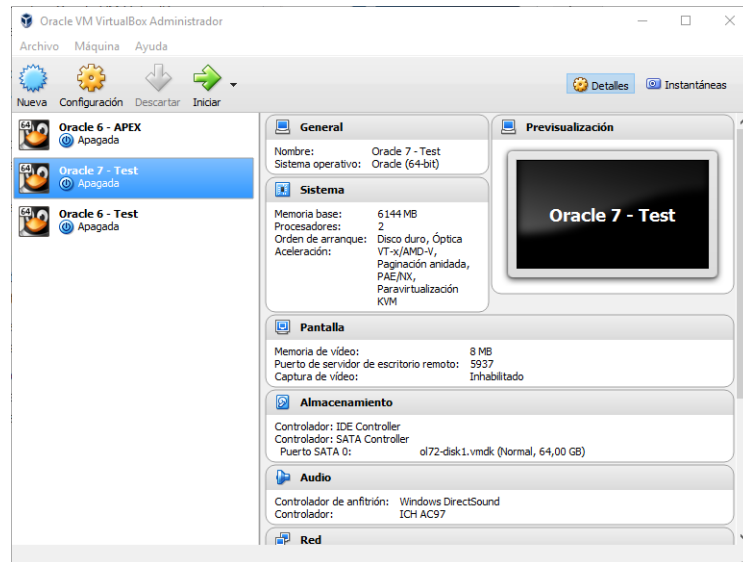 Oracle VM VirtualBox Administrador
Archivo Máquina Ayuda
Nueva Configuración Descartar Iniciar
Detalles Instantáneas
64 Oracle 6 - APEX
Apagada
64 Oracle 7 - Test
Apagada
64 Oracle 6 - Test
Apagada
General
Nombre: Oracle 7 - Test
Sistema operativo: Oracle (64-bit)
Previsualización
Oracle 7 - Test
Sistema
Memoria base: 6144 MB
Procesadores: 2
Orden de arranque: Disco duro, Óptica
Aceleración: VT-x/AMD-V,
Paginación anidada,
PAE/NX,
Paravirtualización
KVM
Pantalla
Memoria de vídeo: 8 MB
Puerto de servidor de escritorio remoto: 5937
Captura de vídeo: Inhabilitado
Almacenamiento
Controlador: IDE Controller
Controlador: SATA Controller
Puerto SATA 0: ol72-disk1.vmdk (Normal, 64,00 GB)
Audio
Controlador de anfitrión: Windows DirectSound
Controlador: ICH AC97
Red